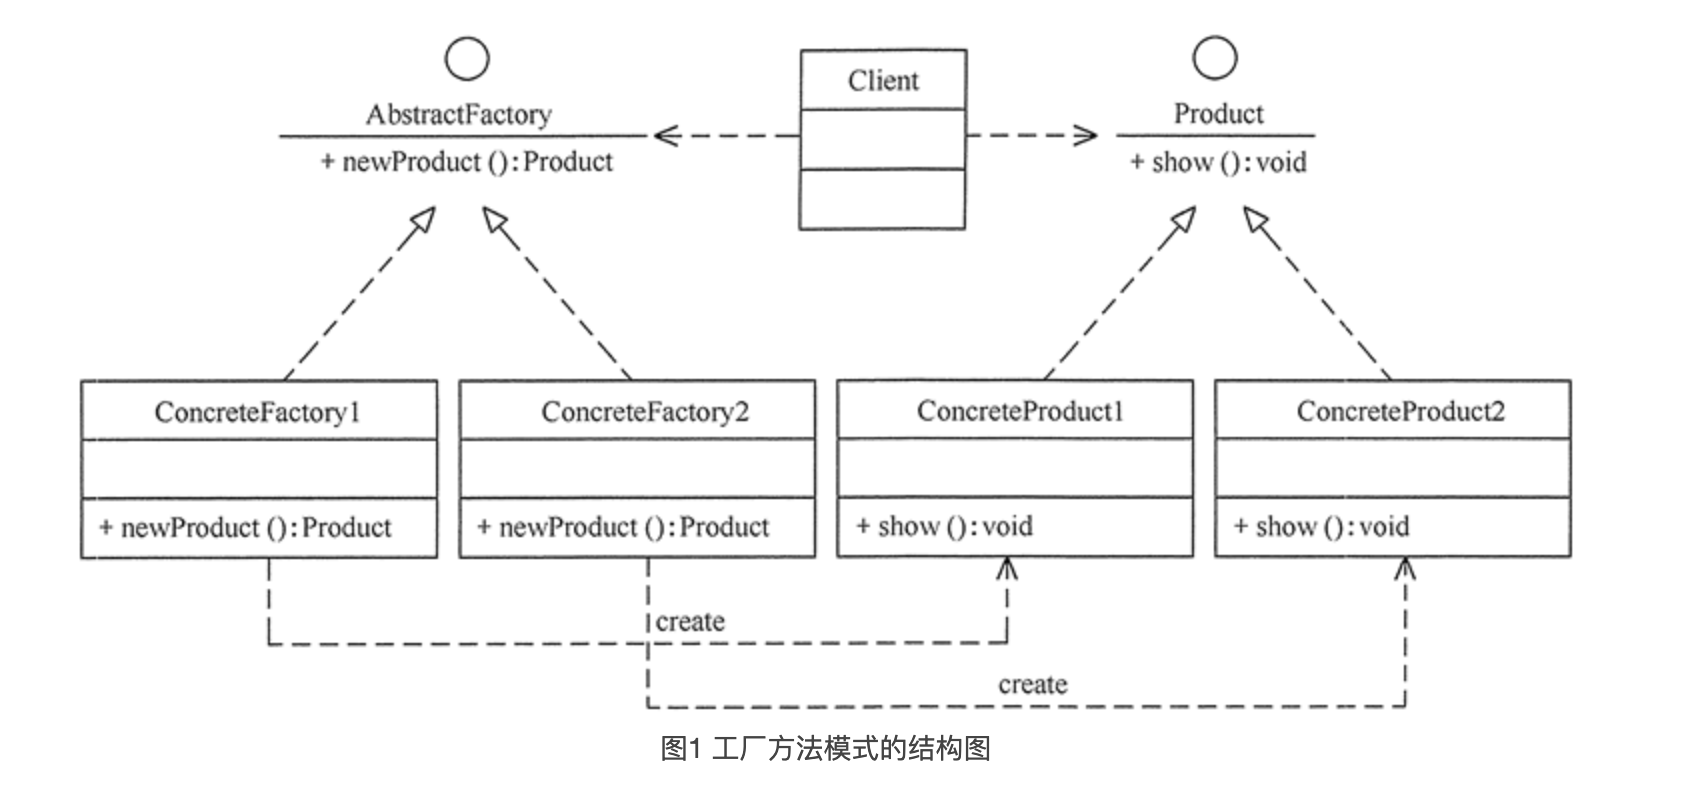 AbstractFactory
+ newProduct ():Product
Client
Product
+ show ():void
ConcreteFactory1
+ newProduct ():Product
ConcreteFactory2
+ newProduct ():Product
ConcreteProduct1
+ show ():void
ConcreteProduct2
+ show ():void
create
create
图1 工厂方法模式的结构图